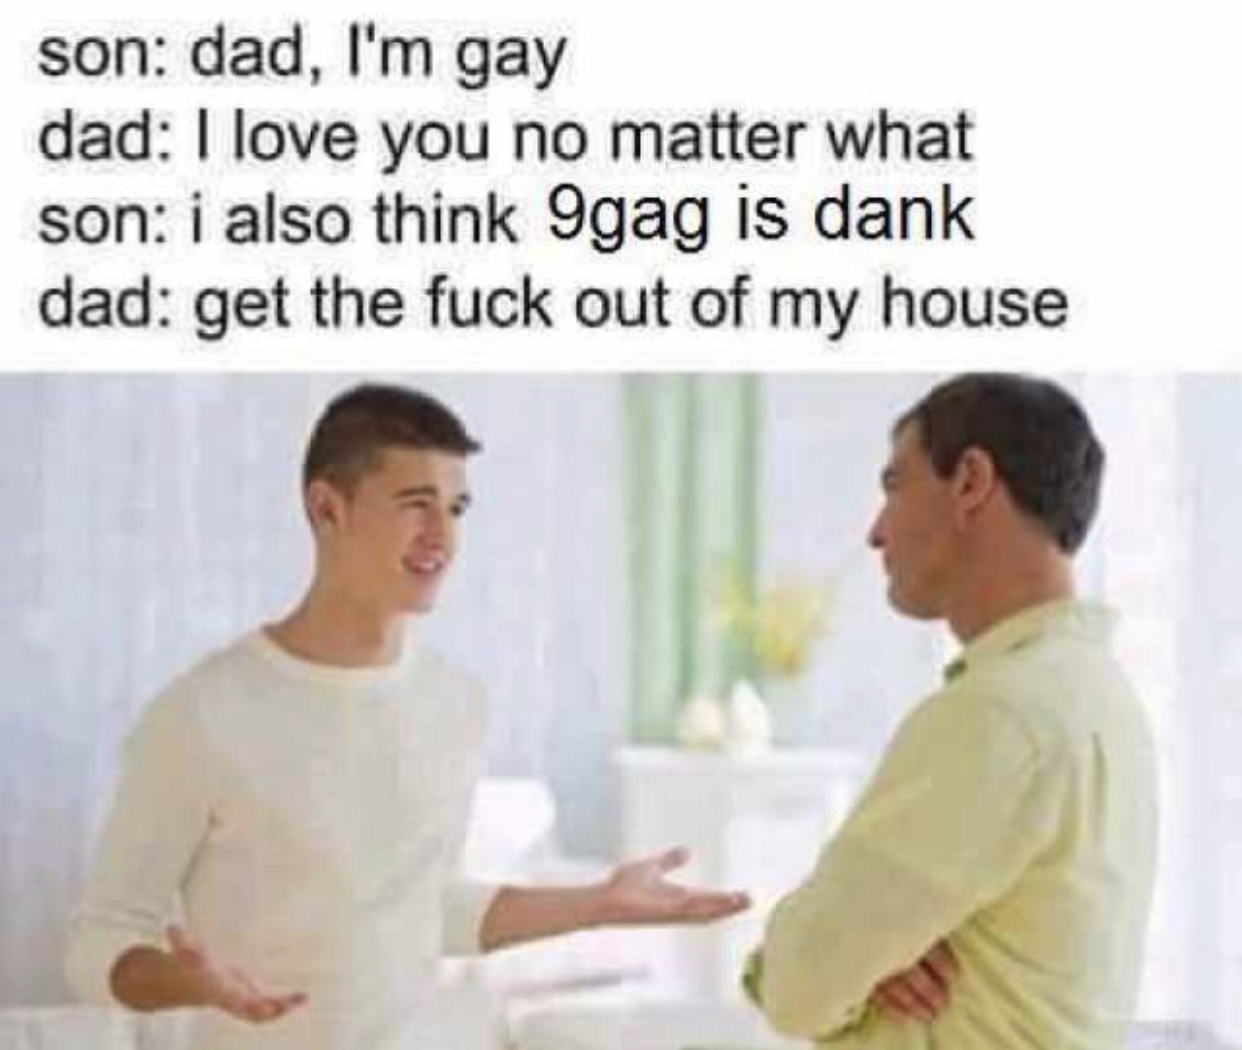 son: dad, I'm gay
dad: I love you no matter what
son: i also think 9gag is dank
dad: get the fuck out of my house